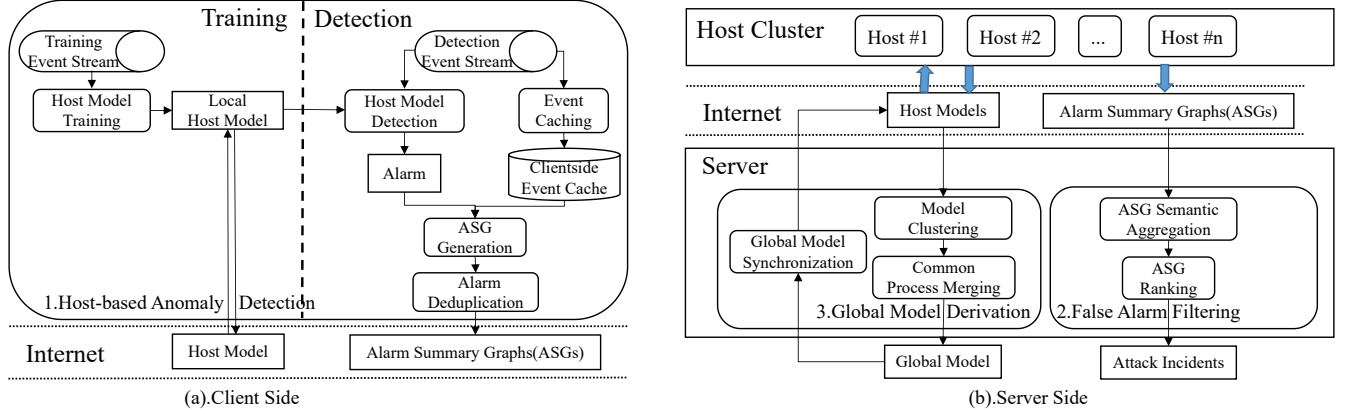 Training
Detection
Training
Event Stream
Detection
Event Stream
Host Model
Training
Local
Host Model
Host Model
Detection
Event
Caching
Alarm
Clientside
Event Cache
ASG
Generation
Alarm
Deduplication
1.Host-based Anomaly Detection
Internet
Host Model
Alarm Summary Graphs(ASGs)
(a).Client Side
Host Cluster
Host #1
Host #2
...
Host #n
Internet
Host Models
Alarm Summary Graphs(ASGs)
Server
Model
Clustering
Global Model
Synchronization
Common
Process Merging
3.Global Model Derivation
ASG Semantic
Aggregation
ASG
Ranking
2.False Alarm Filtering
Global Model
Attack Incidents
(b).Server Side